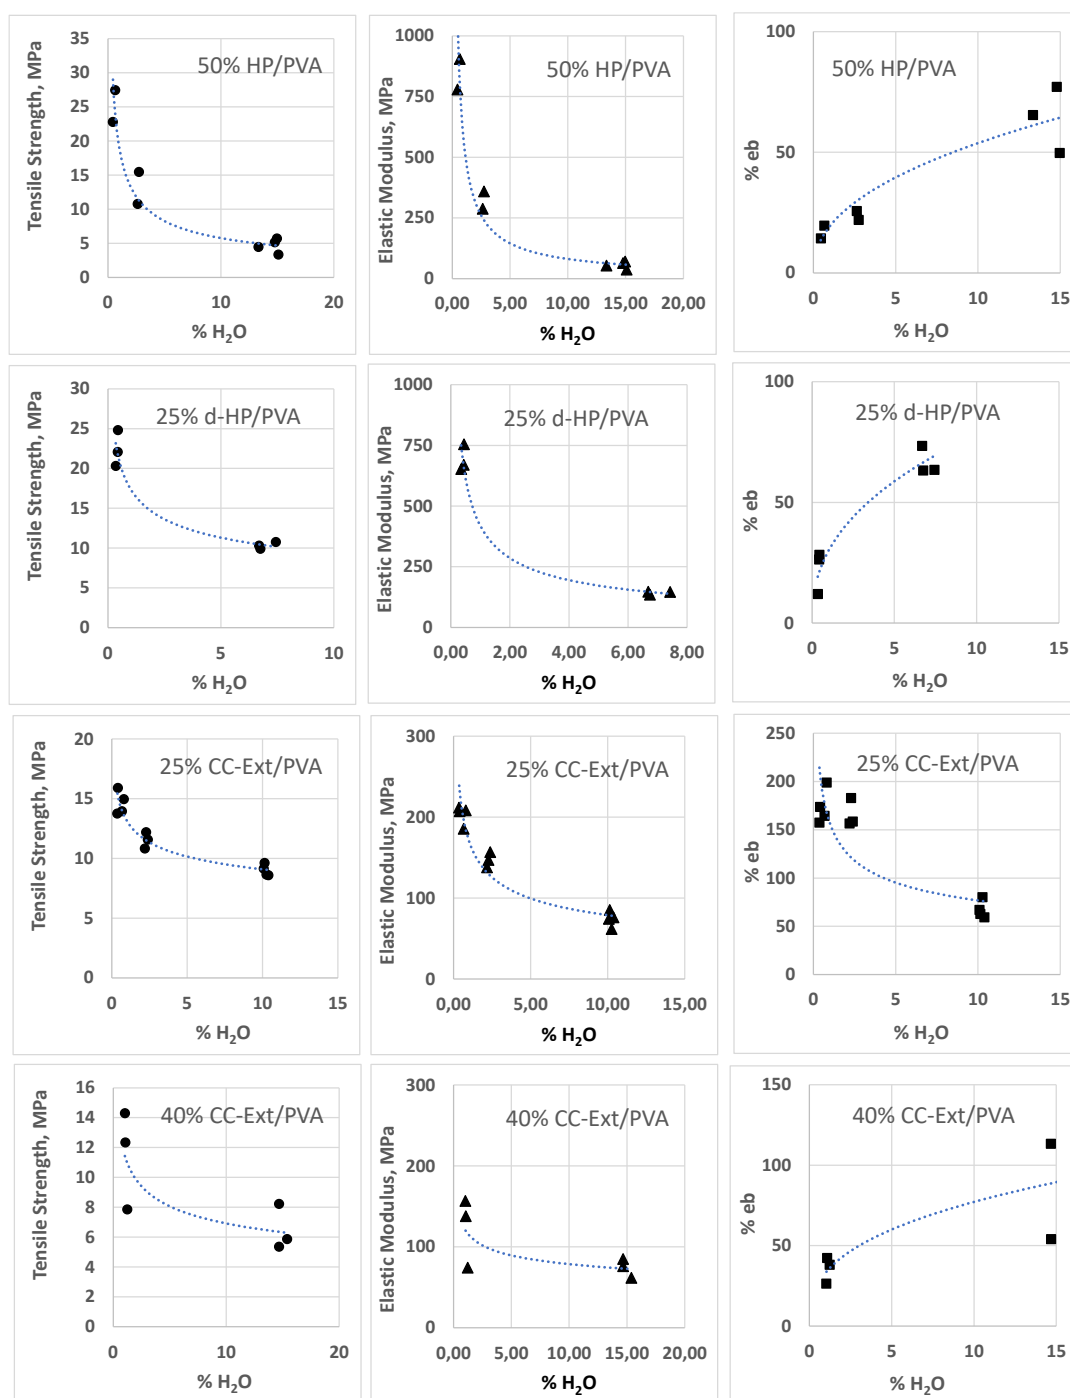 Tensile Strength, MPa
50% HP/PVA
35
30
25
20
15
10
5
0
0 10 20
% H₂O
Elastic Modulus, MPa
50% HP/PVA
1000
750
500
250
0
0,00 5,00 10,00 15,00 20,00
% H₂O
% eb
50% HP/PVA
100
50
0
0 5 10 15
% H₂O
Tensile Strength, MPa
25% d-HP/PVA
30
25
20
15
10
5
0
0 5 10
% H₂O
Elastic Modulus, MPa
25% d-HP/PVA
1000
750
500
250
0
0,00 2,00 4,00 6,00 8,00
% H₂O
% eb
25% d-HP/PVA
100
50
0
0 5 10 15
% H₂O
Tensile Strength, MPa
25% CC-Ext/PVA
20
15
10
5
0
0 5 10 15
% H₂O
Elastic Modulus, MPa
25% CC-Ext/PVA
300
200
100
0
0,00 5,00 10,00 15,00
% H₂O
% eb
25% CC-Ext/PVA
250
200
150
100
50
0
0 5 10 15
% H₂O
Tensile Strength, MPa
40% CC-Ext/PVA
16
14
12
10
8
6
4
2
0
0 10 20
% H₂O
Elastic Modulus, MPa
40% CC-Ext/PVA
300
200
100
0
0,00 5,00 10,00 15,00 20,00
% H₂O
% eb
40% CC-Ext/PVA
150
100
50
0
0 5 10 15
% H₂O